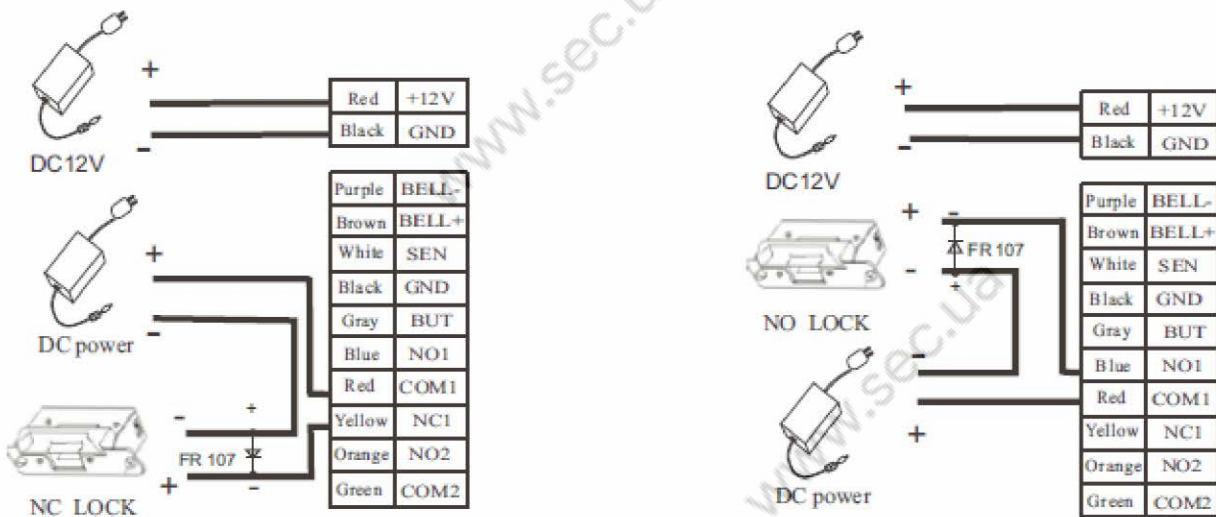 +
-
DC12V
Red +12V
Black GND
+
-
DC power
-
+
FR 107
+
-
NC LOCK
Purple BELL-
Brown BELL+
White SEN
Black GND
Gray BUT
Blue NO1
Red COM1
Yellow NC1
Orange NO2
Green COM2
www.sec.u
+
-
DC12V
Red +12V
Black GND
+
-
-
+
FR 107
NO LOCK
-
+
DC power
Purple BELL-
Brown BELL+
White SEN
Black GND
Gray BUT
Blue NO1
Red COM1
Yellow NC1
Orange NO2
Green COM2
www.sec.ua